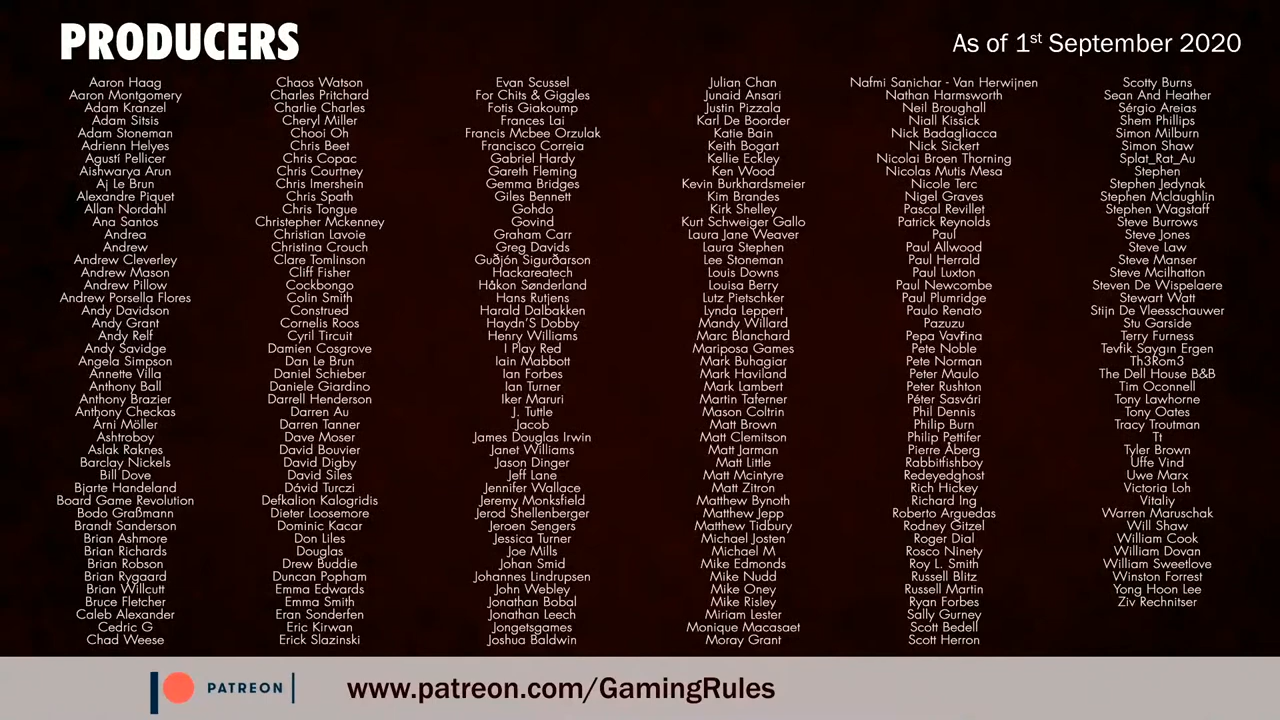 PRODUCERS
As of 1st September 2020
Aaron Haag
Aaron Montgomery
Adam Kranzel
Adam Sitsis
Adam Stoneman
Adrienn Helyes
Agustí Pellicer
Aishwarya Arun
Aj Le Brun
Alexandre Piquet
Allan Nordahl
Ana Santos
Andrea
Andrew
Andrew Cleverley
Andrew Mason
Andrew Pillow
Andrew Porsella Flores
Andy Davidson
Andy Grant
Andy Relf
Andy Savidge
Angela Simpson
Annette Villa
Anthony Ball
Anthony Brazier
Anthony Checkas
Arni Möller
Ashtroboy
Aslak Raknes
Barclay Nickels
Bill Dove
Bjarte Handeland
Board Game Revolution
Bodo Graßmann
Brandt Sanderson
Brian Ashmore
Brian Richards
Brian Robson
Brian Rygaard
Brian Willcutt
Bruce Fletcher
Caleb Alexander
Cedric G
Chad Weese
Chaos Watson
Charles Pritchard
Charlie Charles
Cheryl Miller
Chooi Oh
Chris Beet
Chris Copac
Chris Courtney
Chris Imershein
Chris Spath
Chris Tongue
Christepher Mckenney
Christian Lavoie
Christina Crouch
Clare Tomlinson
Cliff Fisher
Cockbongo
Colin Smith
Construed
Cornelis Roos
Cyril Tircuit
Damien Cosgrove
Dan Le Brun
Daniel Schieber
Daniele Giardino
Darrell Henderson
Darren Au
Darren Tanner
Dave Moser
David Bouvier
David Digby
David Siles
Dávid Turczi
Defkalion Kalogridis
Dieter Loosemore
Dominic Kacar
Don Liles
Douglas
Drew Buddie
Duncan Popham
Emma Edwards
Emma Smith
Eran Sonderfen
Eric Kirwan
Erick Slazinski
Evan Scussel
For Chits & Giggles
Fotis Giakoump
Frances Lai
Francis Mcbee Orzulak
Francisco Correia
Gabriel Hardy
Gareth Fleming
Gemma Bridges
Giles Bennett
Gohdo
Govind
Graham Carr
Greg Davids
Guðjón Sigurðarson
Hackareatech
Håkon Sønderland
Hans Rutjens
Harald Dalbakken
Haydn'S Dobby
Henry Williams
I Play Red
Iain Mabbott
Ian Forbes
Ian Turner
Iker Maruri
J. Tuttle
Jacob
James Douglas Irwin
Janet Williams
Jason Dinger
Jeff Lane
Jennifer Wallace
Jeremy Monksfield
Jerod Shellenberger
Jeroen Sengers
Jessica Turner
Joe Mills
Johan Smid
Johannes Lindrupsen
John Webley
Jonathan Bobal
Jonathan Leech
Jongetsgames
Joshua Baldwin
Julian Chan
Junaid Ansari
Justin Pizzala
Karl De Boorder
Katie Bain
Keith Bogart
Kellie Eckley
Ken Wood
Kevin Burkhardsmeier
Kim Brandes
Kirk Shelley
Kurt Schweiger Gallo
Laura Jane Weaver
Laura Stephen
Lee Stoneman
Louis Downs
Louisa Berry
Lutz Pietschker
Lynda Leppert
Mandy Willard
Marc Blanchard
Mariposa Games
Mark Buhagiar
Mark Haviland
Mark Lambert
Martin Taferner
Mason Coltrin
Matt Brown
Matt Clemitson
Matt Jarman
Matt Little
Matt Mcintyre
Matt Zitron
Matthew Bynoth
Matthew Jepp
Matthew Tidbury
Michael Josten
Michael M
Mike Edmonds
Mike Nudd
Mike Oney
Mike Risley
Miriam Lester
Monique Macasaet
Moray Grant
Nafmi Sanichar - Van Herwijnen
Nathan Harmsworth
Neil Broughall
Niall Kissick
Nick Badagliacca
Nick Sickert
Nicolai Broen Thorning
Nicolas Mutis Mesa
Nicole Terc
Nigel Graves
Pascal Revillet
Patrick Reynolds
Paul
Paul Allwood
Paul Herrald
Paul Luxton
Paul Newcombe
Paul Plumridge
Paulo Renato
Pazuzu
Pepa Vavřina
Pete Noble
Pete Norman
Peter Maulo
Peter Rushton
Péter Sasvári
Phil Dennis
Philip Burn
Philip Pettifer
Pierre Åberg
Rabbitfishboy
Redeyedghost
Rich Hickey
Richard Ing
Roberto Arguedas
Rodney Gitzel
Roger Dial
Rosco Ninety
Roy L. Smith
Russell Blitz
Russell Martin
Ryan Forbes
Sally Gurney
Scott Bedell
Scott Herron
Scotty Burns
Sean And Heather
Sérgio Areias
Shem Phillips
Simon Milburn
Simon Shaw
Splat_Rat_Au
Stephen
Stephen Jedynak
Stephen Mclaughlin
Stephen Wagstaff
Steve Burrows
Steve Jones
Steve Law
Steve Manser
Steve Mcilhatton
Steven De Wispelaere
Stewart Watt
Stijn De Vleesschauwer
Stu Garside
Terry Furness
Tevfik Saygın Ergen
Th3Rom3
The Dell House B&B
Tim Oconnell
Tony Lawhorne
Tony Oates
Tracy Troutman
Tt
Tyler Brown
Uffe Vind
Uwe Marx
Victoria Loh
Vitaliy
Warren Maruschak
Will Shaw
William Cook
William Dovan
William Sweetlove
Winston Forrest
Yong Hoon Lee
Ziv Rechnitser
PATREON
www.patreon.com/GamingRules